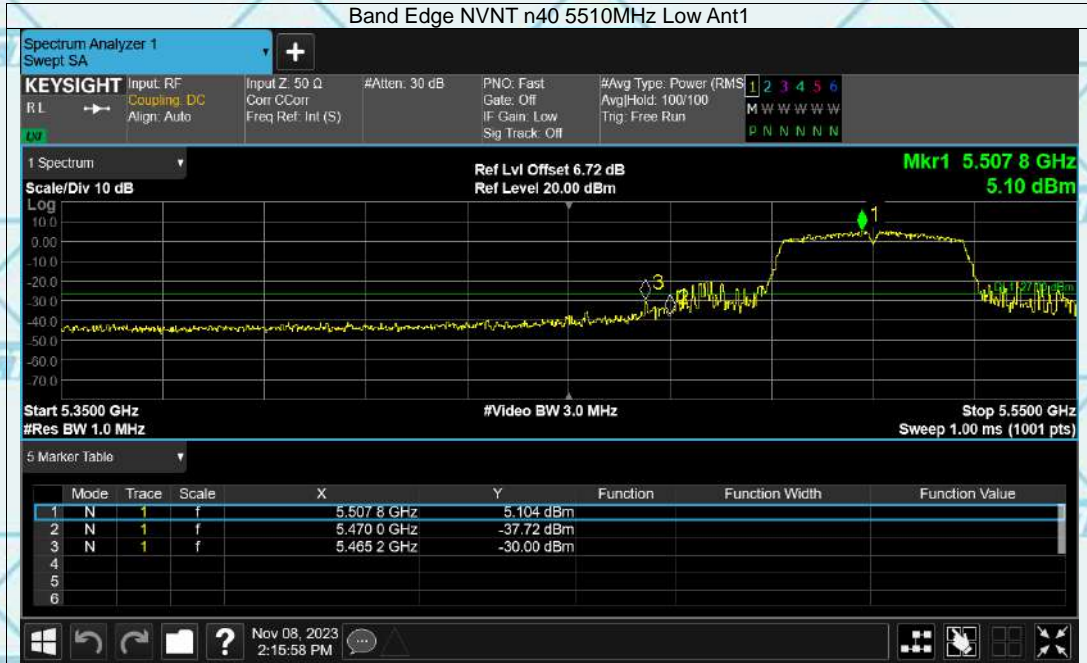 Band Edge NVNT n40 5510MHz Low Ant1
Spectrum Analyzer 1
Swept SA
+
KEYSIGHT Input: RF Input Z: 50 Ω #Atten: 30 dB PNO: Fast #Avg Type: Power (RMS 1 2 3 4 5 6
RL Coupling: DC Corr CCorr Gate: Off Avg|Hold: 100/100 M W W W W W
Align: Auto Freq Ref: Int (S) IF Gain: Low Trig: Free Run
LXI Sig Track: Off P N N N N N
1 Spectrum Ref Lvl Offset 6.72 dB Mkr1 5.507 8 GHz
Scale/Div 10 dB Ref Level 20.00 dBm 5.10 dBm
Log
10.0
0.00
-10.0
-20.0
-30.0
-40.0
-50.0
-60.0
-70.0
1
3
Start 5.3500 GHz #Video BW 3.0 MHz Stop 5.5500 GHz
#Res BW 1.0 MHz Sweep 1.00 ms (1001 pts)
5 Marker Table
Mode Trace Scale X Y Function Function Width Function Value
1 N 1 f 5.507 8 GHz 5.104 dBm
2 N 1 f 5.470 0 GHz -37.72 dBm
3 N 1 f 5.465 2 GHz -30.00 dBm
4
5
6
? Nov 08, 2023
2:15:58 PM